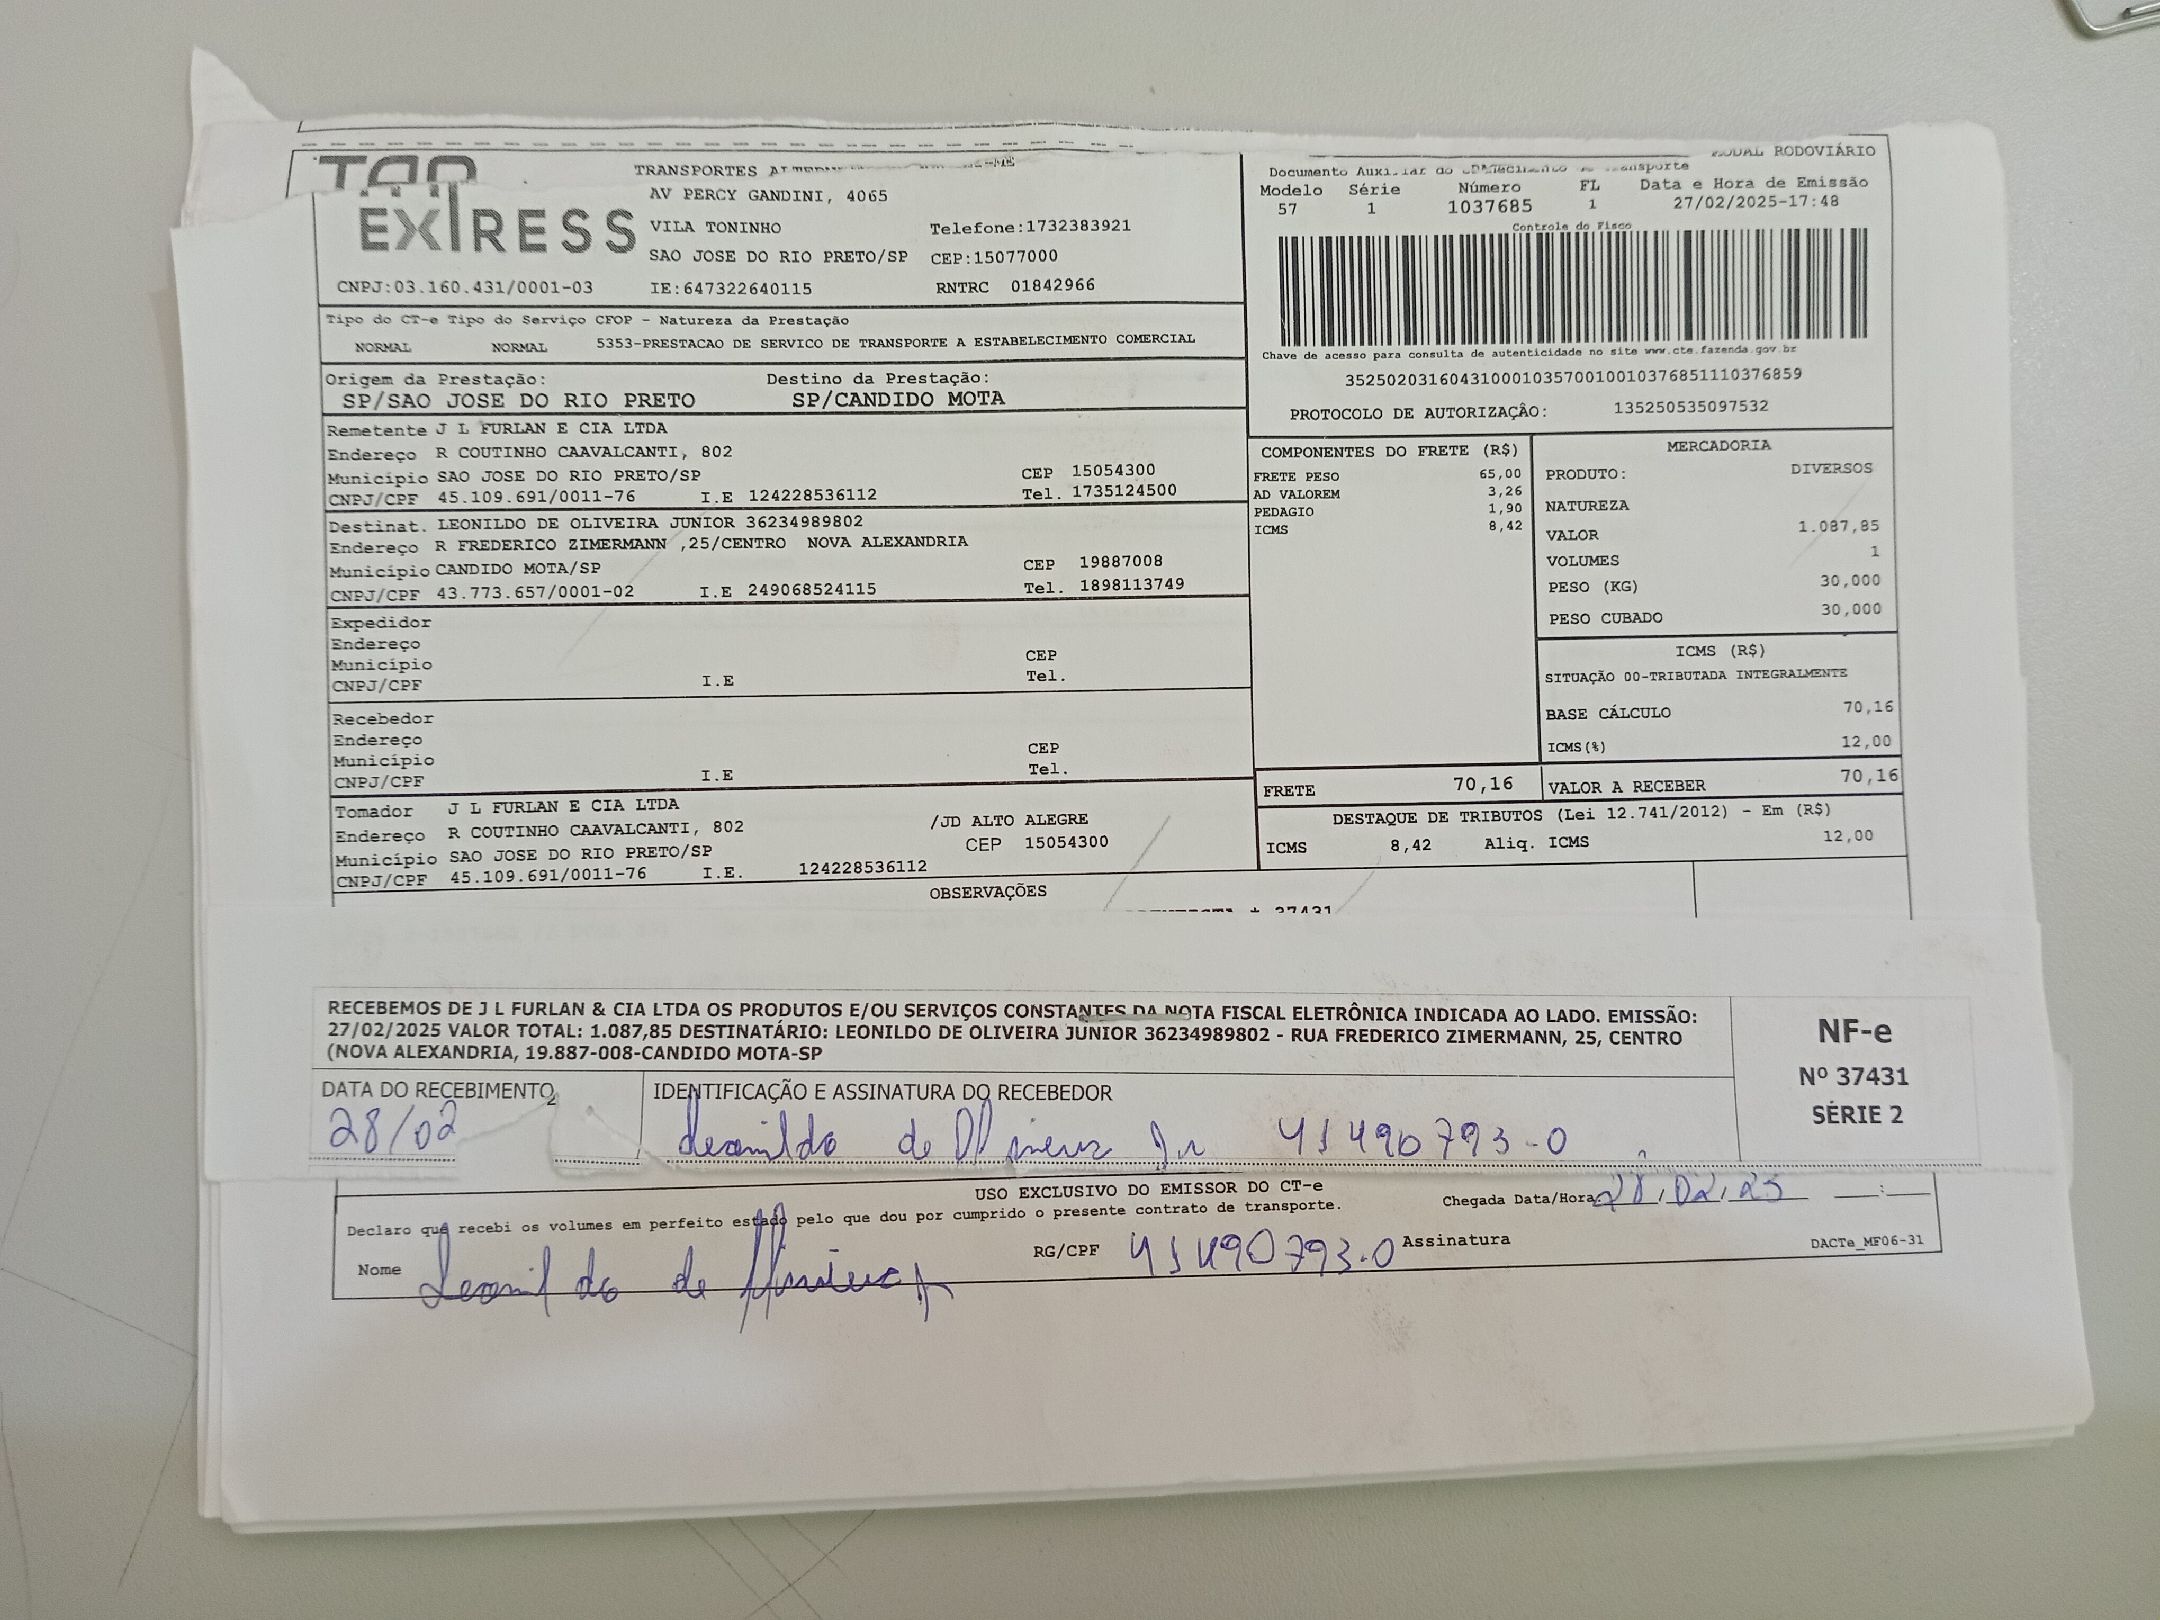 EXPRESS
TRANSPORTES
AV PERCY GANDINI, 4065
VILA TONINHO Telefone:1732383921
SAO JOSE DO RIO PRETO/SP CEP:15077000
CNPJ:03.160.431/0001-03 IE:647322640115 RNTRC 01842966
Tipo do CT-e Tipo do Serviço CFOP - Natureza da Prestação
NORMAL NORMAL 5353-PRESTACAO DE SERVICO DE TRANSPORTE A ESTABELECIMENTO COMERCIAL
Origem da Prestação: Destino da Prestação:
SP/SAO JOSE DO RIO PRETO SP/CANDIDO MOTA
Remetente J L FURLAN E CIA LTDA
Endereço R COUTINHO CAAVALCANTI, 802
Município SAO JOSE DO RIO PRETO/SP CEP 15054300
CNPJ/CPF 45.109.691/0011-76 I.E 124228536112 Tel. 1735124500
Destinat. LEONILDO DE OLIVEIRA JUNIOR 36234989802
Endereço R FREDERICO ZIMERMANN ,25/CENTRO NOVA ALEXANDRIA
Município CANDIDO MOTA/SP CEP 19887008
CNPJ/CPF 43.773.657/0001-02 I.E 249068524115 Tel. 1898113749
Expedidor
Endereço
Município CEP
CNPJ/CPF I.E Tel.
Recebedor
Endereço
Município CEP
CNPJ/CPF I.E Tel.
Tomador J L FURLAN E CIA LTDA
Endereço R COUTINHO CAAVALCANTI, 802 /JD ALTO ALEGRE
Município SAO JOSE DO RIO PRETO/SP CEP 15054300
CNPJ/CPF 45.109.691/0011-76 I.E. 124228536112
OBSERVAÇÕES
37431
MODAL RODOVIÁRIO
Documento Auxiliar do
Modelo Série Número FL Data e Hora de Emissão
57 1 1037685 1 27/02/2025-17:48
Controle do Fisco
Chave de acesso para consulta de autenticidade no site www.cte.fazenda.gov.br
35250203160431000103570010010376851110376859
PROTOCOLO DE AUTORIZAÇÂO: 135250535097532
COMPONENTES DO FRETE (R$)
FRETE PESO 65,00
AD VALOREM 3,26
PEDAGIO 1,90
ICMS 8,42
MERCADORIA
PRODUTO: DIVERSOS
NATUREZA
VALOR 1.087,85
VOLUMES 1
PESO (KG) 30,000
PESO CUBADO 30,000
ICMS (R$)
SITUAÇÃO 00-TRIBUTADA INTEGRALMENTE
BASE CÁLCULO 70,16
ICMS(%) 12,00
FRETE 70,16 VALOR A RECEBER 70,16
DESTAQUE DE TRIBUTOS (Lei 12.741/2012) - Em (R$)
ICMS 8,42 Aliq. ICMS 12,00
RECEBEMOS DE J L FURLAN & CIA LTDA OS PRODUTOS E/OU SERVIÇOS CONSTANTES DA NOTA FISCAL ELETRÔNICA INDICADA AO LADO. EMISSÃO:
27/02/2025 VALOR TOTAL: 1.087,85 DESTINATÁRIO: LEONILDO DE OLIVEIRA JUNIOR 36234989802 - RUA FREDERICO ZIMERMANN, 25, CENTRO
(NOVA ALEXANDRIA, 19.887-008-CANDIDO MOTA-SP
NF-e
Nº 37431
SÉRIE 2
DATA DO RECEBIMENTO IDENTIFICAÇÃO E ASSINATURA DO RECEBEDOR
28/02 Leonildo de Oliveira Jr 41490793-0
USO EXCLUSIVO DO EMISSOR DO CT-e
Chegada Data/Hora 28/02/25 __:__
Declaro que recebi os volumes em perfeito estado pelo que dou por cumprido o presente contrato de transporte.
Nome Leonildo de Oliveira Jr RG/CPF 41490793-0 Assinatura
DACTe_MF06-31